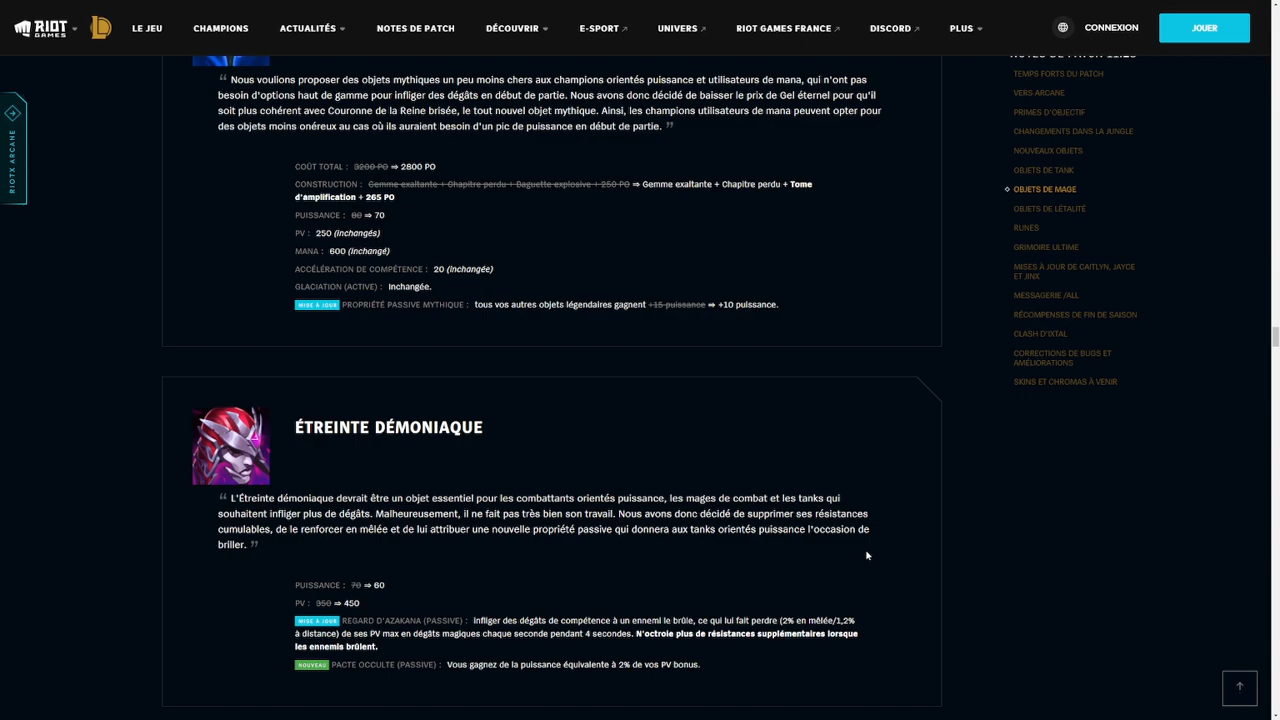 RIOT GAMES
LE JEU
CHAMPIONS
ACTUALITÉS
NOTES DE PATCH
DÉCOUVRIR
E-SPORT
UNIVERS
RIOT GAMES FRANCE
DISCORD
PLUS
CONNEXION
JOUER
RIOTX ARCANE
“ Nous voulions proposer des objets mythiques un peu moins chers aux champions orientés puissance et utilisateurs de mana, qui n'ont pas
besoin d'options haut de gamme pour infliger des dégâts en début de partie. Nous avons donc décidé de baisser le prix de Gel éternel pour qu'il
soit plus cohérent avec Couronne de la Reine brisée, le tout nouvel objet mythique. Ainsi, les champions utilisateurs de mana peuvent opter pour
des objets moins onéreux au cas où ils auraient besoin d'un pic de puissance en début de partie. ”
COÛT TOTAL : 3200 PO ⇒ 2800 PO
CONSTRUCTION : Gemme exaltante + Chapitre perdu + Baguette explosive + 250 PO ⇒ Gemme exaltante + Chapitre perdu + Tome
d'amplification + 265 PO
PUISSANCE : 60 ⇒ 70
PV : 250 (inchangés)
MANA : 600 (inchangé)
ACCÉLÉRATION DE COMPÉTENCE : 20 (inchangée)
GLACIATION (ACTIVE) : Inchangée.
MISE À JOUR PROPRIÉTÉ PASSIVE MYTHIQUE : tous vos autres objets légendaires gagnent +15 puissance ⇒ +10 puissance.
ÉTREINTE DÉMONIAQUE
“ L'Étreinte démoniaque devrait être un objet essentiel pour les combattants orientés puissance, les mages de combat et les tanks qui
souhaitent infliger plus de dégâts. Malheureusement, il ne fait pas très bien son travail. Nous avons donc décidé de supprimer ses résistances
cumulables, de le renforcer en mêlée et de lui attribuer une nouvelle propriété passive qui donnera aux tanks orientés puissance l'occasion de
briller. ”
PUISSANCE : 70 ⇒ 60
PV : 350 ⇒ 450
MISE À JOUR REGARD D'AZAKANA (PASSIVE) : Infliger des dégâts de compétence à un ennemi le brûle, ce qui lui fait perdre (2% en mêlée/1,2%
à distance) de ses PV max en dégâts magiques chaque seconde pendant 4 secondes. N'octroie plus de résistances supplémentaires lorsque
les ennemis brûlent.
NOUVEAU PACTE OCCULTE (PASSIVE) : Vous gagnez de la puissance équivalente à 2% de vos PV bonus.
TEMPS FORTS DU PATCH
VERS ARCANE
PRIMES D'OBJECTIF
CHANGEMENTS DANS LA JUNGLE
NOUVEAUX OBJETS
OBJETS DE TANK
OBJETS DE MAGE
OBJETS DE LÉTALITÉ
RUNES
GRIMOIRE ULTIME
MISES À JOUR DE CAITLYN, JAYCE
ET JINX
MESSAGERIE /ALL
RÉCOMPENSES DE FIN DE SAISON
CLASH D'IXTAL
CORRECTIONS DE BUGS ET
AMÉLIORATIONS
SKINS ET CHROMAS À VENIR